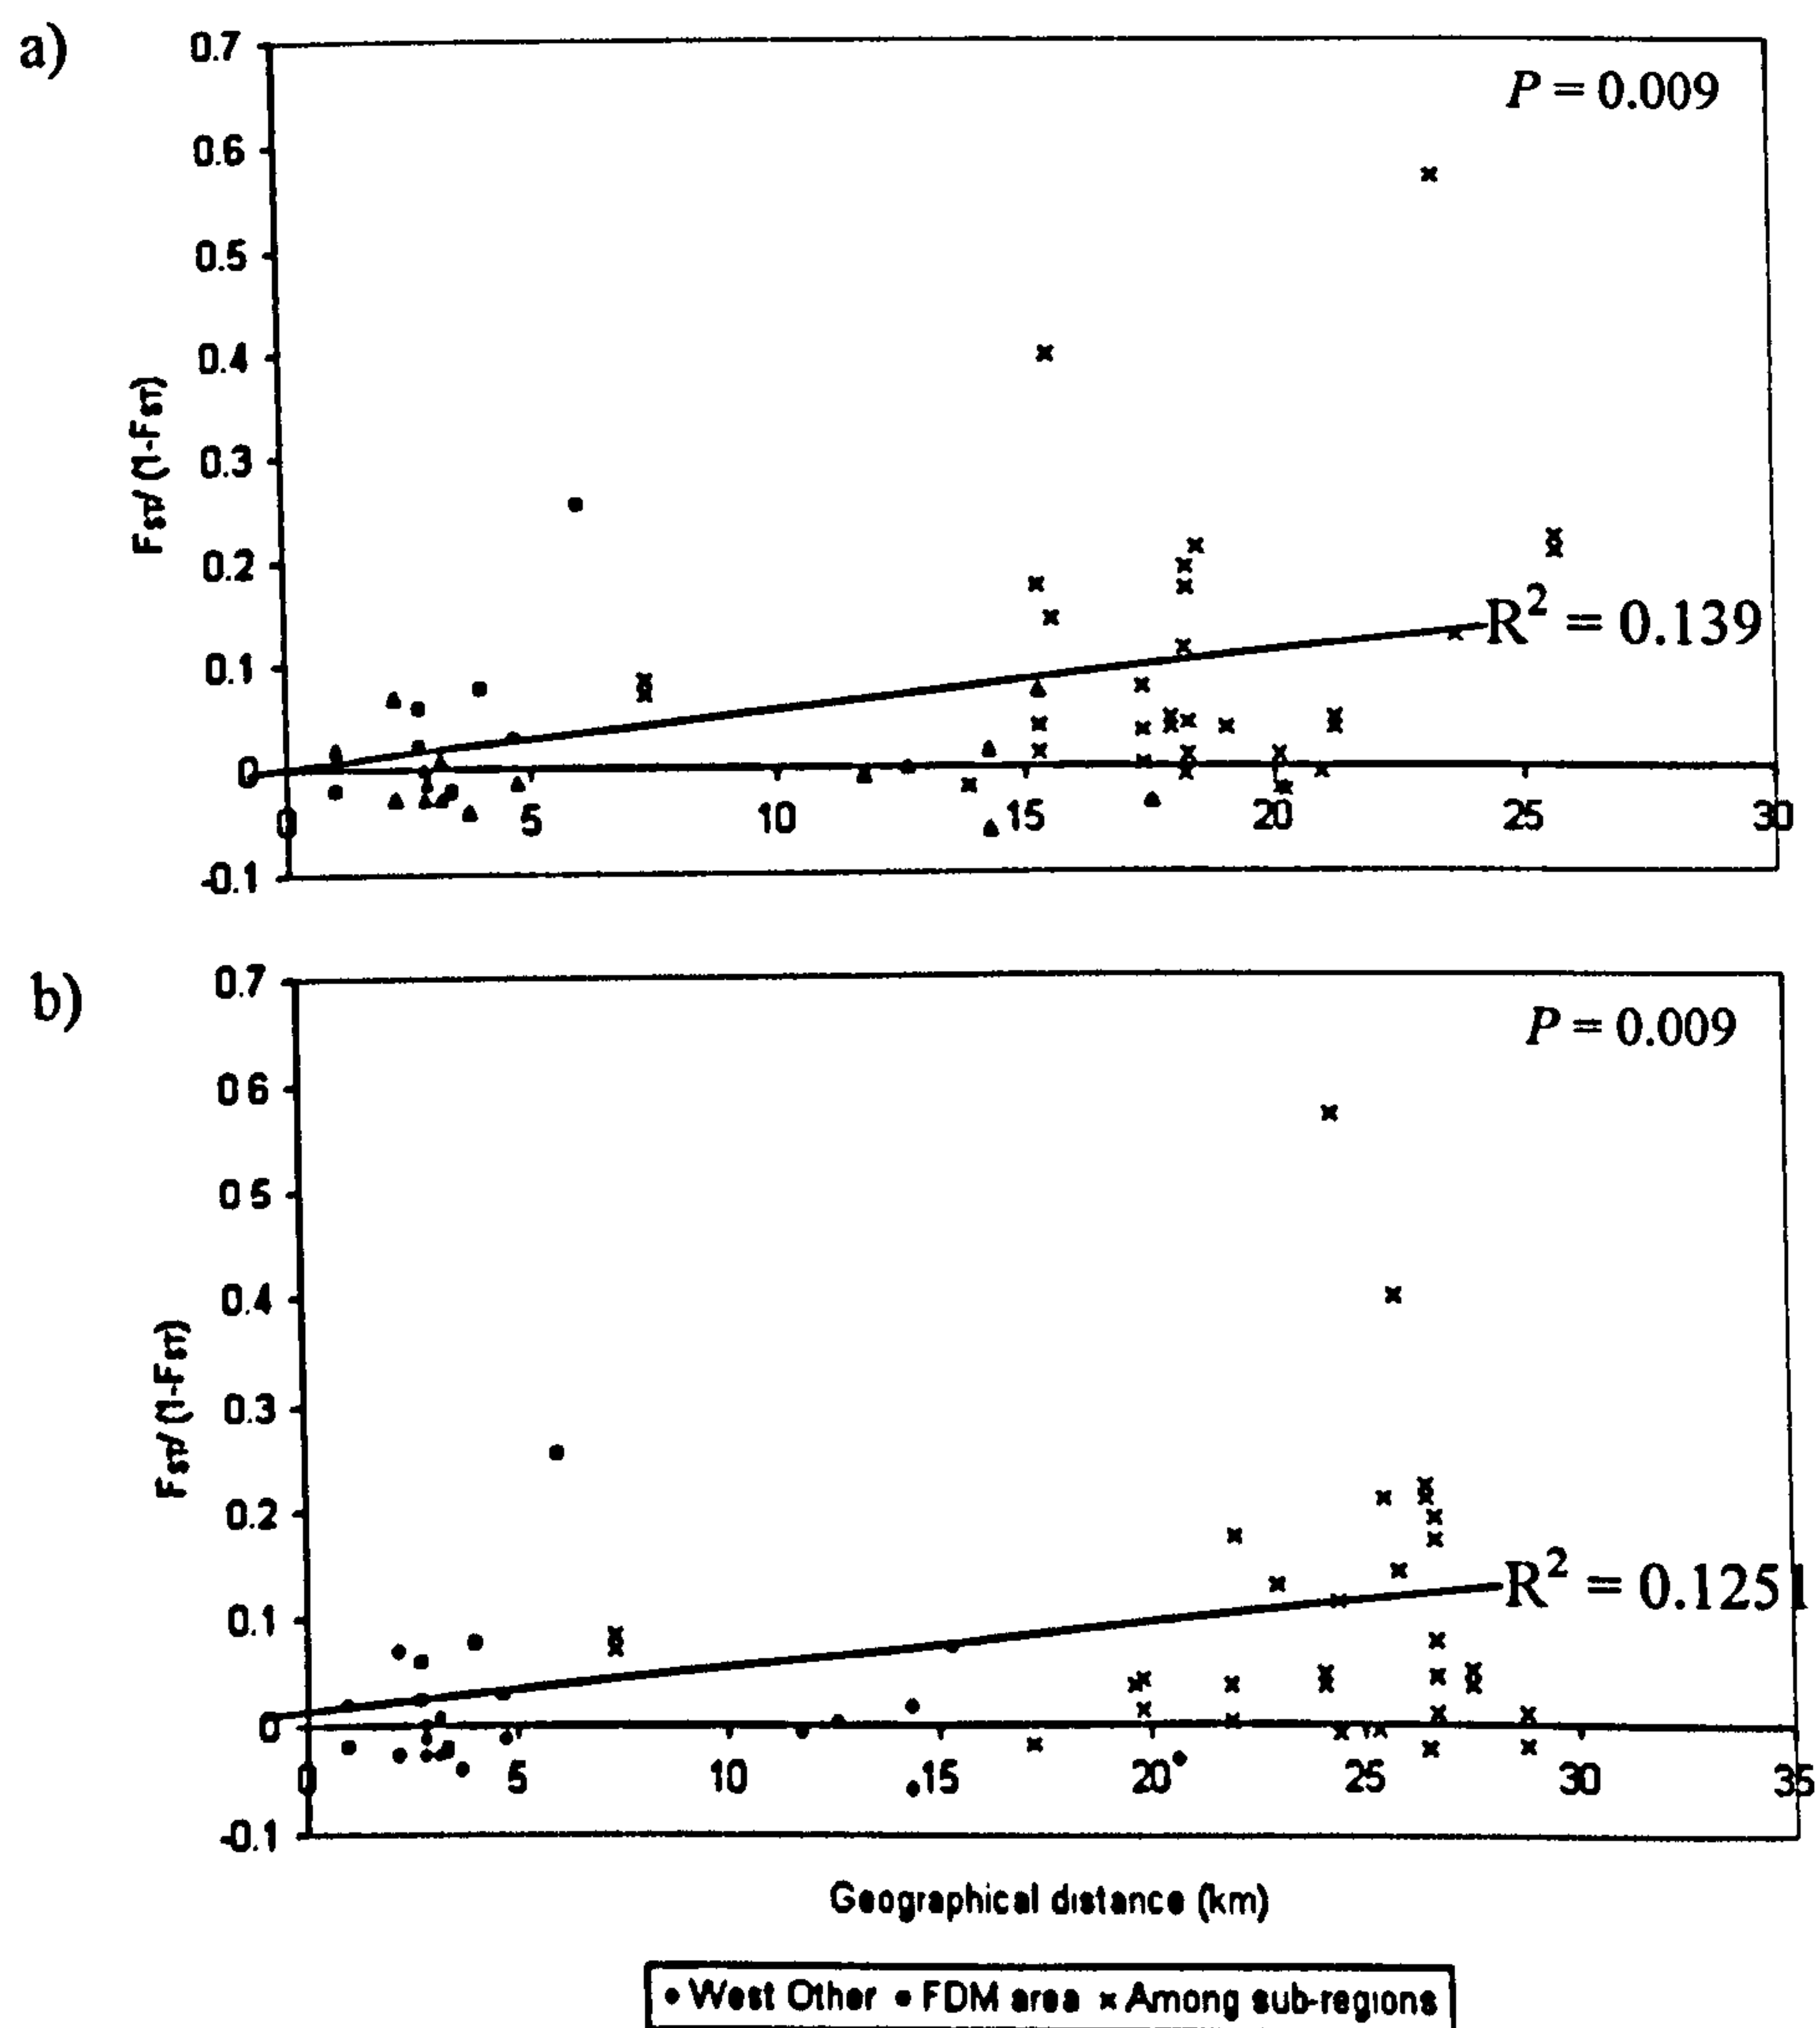 a)
0.7
P = 0.009
0.6
0.5
0.4
FST/(1-FST)
0.3
0.2
R² = 0.139
0.1
0
0 5 10 15 20 25 30
-0.1
b)
0.7
P = 0.009
0 6
0 5
0.4
FST/(1-FST)
0.3
0.2
R² = 0.1251
0.1
0
0 5 10 15 20 25 30 35
-0.1
Geographical distance (km)
West Other FDM area Among sub-regions